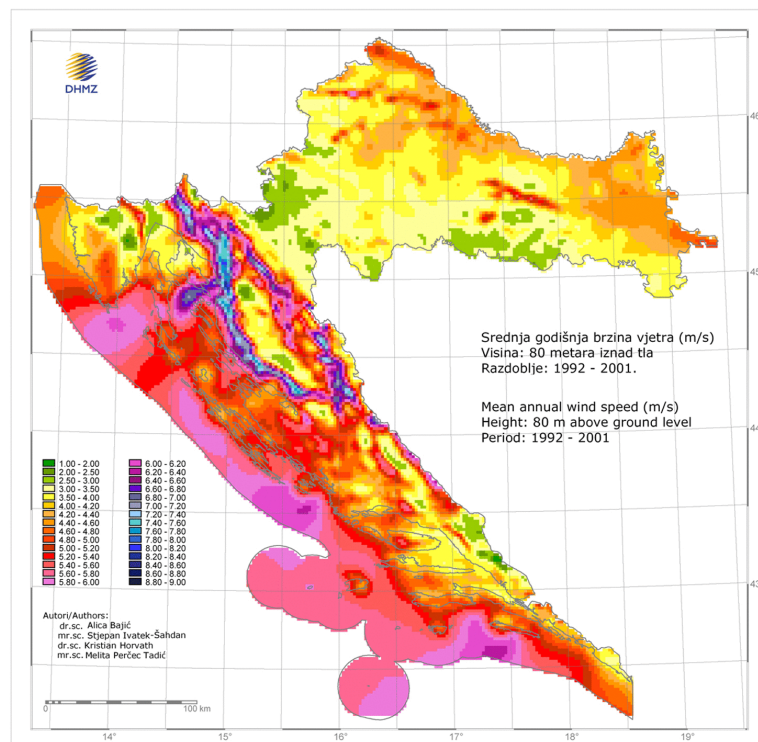 DHMZ
Srednja godišnja brzina vjetra (m/s)
Visina: 80 metara iznad tla
Razdoblje: 1992 - 2001.
Mean annual wind speed (m/s)
Height: 80 m above ground level
Period: 1992 - 2001
1.00 - 2.00
2.00 - 2.50
2.50 - 3.00
3.00 - 3.50
3.50 - 4.00
4.00 - 4.20
4.20 - 4.40
4.40 - 4.60
4.60 - 4.80
4.80 - 5.00
5.00 - 5.20
5.20 - 5.40
5.40 - 5.60
5.60 - 5.80
5.80 - 6.00
6.00 - 6.20
6.20 - 6.40
6.40 - 6.60
6.60 - 6.80
6.80 - 7.00
7.00 - 7.20
7.20 - 7.40
7.40 - 7.60
7.60 - 7.80
7.80 - 8.00
8.00 - 8.20
8.20 - 8.40
8.40 - 8.60
8.60 - 8.80
8.80 - 9.00
Autori/Authors:
dr.sc. Alica Bajić
mr.sc. Stjepan Ivatek-Šahdan
dr.sc. Kristian Horvath
mr.sc. Melita Perčec Tadić
0 100 km
13 14 15 16 17 18 19
46
45
44
43
14° 15° 16° 17° 18° 19°